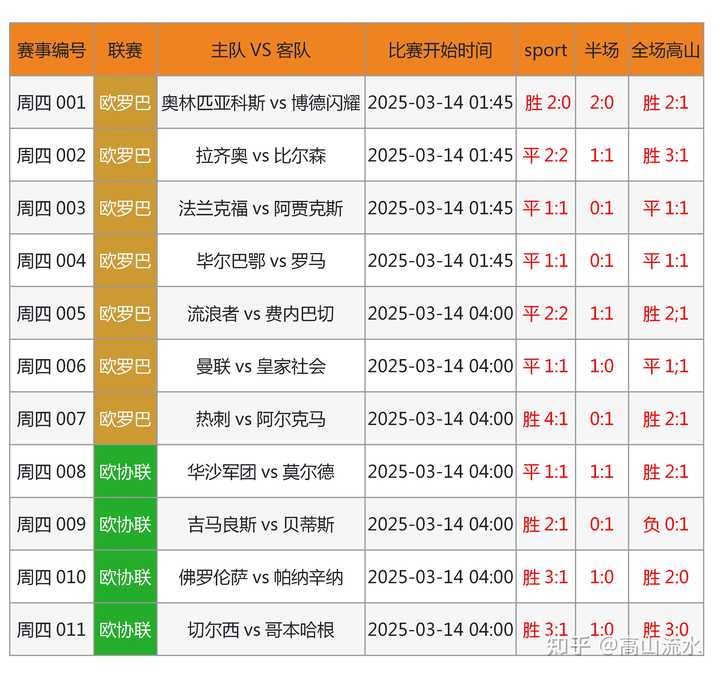 赛事编号 联赛 主队 VS 客队 比赛开始时间 sport 半场 全场高山
周四 001 欧罗巴 奥林匹亚科斯 vs 博德闪耀 2025-03-14 01:45 胜 2:0 2:0 胜 2:1
周四 002 欧罗巴 拉齐奥 vs 比尔森 2025-03-14 01:45 平 2:2 1:1 胜 3:1
周四 003 欧罗巴 法兰克福 vs 阿贾克斯 2025-03-14 01:45 平 1:1 0:1 平 1:1
周四 004 欧罗巴 毕尔巴鄂 vs 罗马 2025-03-14 01:45 平 1:1 0:1 平 1:1
周四 005 欧罗巴 流浪者 vs 费内巴切 2025-03-14 04:00 平 2:2 1:1 胜 2;1
周四 006 欧罗巴 曼联 vs 皇家社会 2025-03-14 04:00 平 1:1 1:0 平 1;1
周四 007 欧罗巴 热刺 vs 阿尔克马 2025-03-14 04:00 胜 4:1 0:1 胜 2:1
周四 008 欧协联 华沙军团 vs 莫尔德 2025-03-14 04:00 平 1:1 1:1 胜 2:1
周四 009 欧协联 吉马良斯 vs 贝蒂斯 2025-03-14 04:00 胜 2:1 0:1 负 0:1
周四 010 欧协联 佛罗伦萨 vs 帕纳辛纳 2025-03-14 04:00 胜 3:1 1:0 胜 2:0
周四 011 欧协联 切尔西 vs 哥本哈根 2025-03-14 04:00 胜 3:1 1:0 胜 3:0
知乎 @高山流水